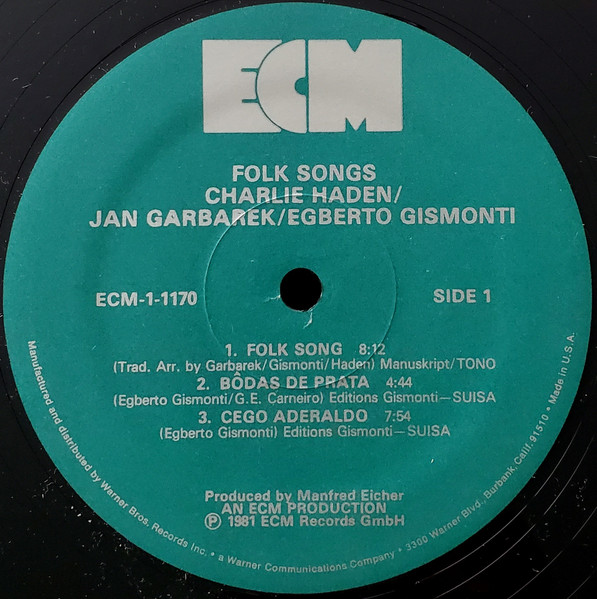 ECM
FOLK SONGS
CHARLIE HADEN/
JAN GARBAREK/EGBERTO GISMONTI
ECM-1-1170
SIDE 1
1. FOLK SONG 8:12
(Trad. Arr. by Garbarek/Gismonti/Haden) Manuskript/TONO
2. BÔDAS DE PRATA 4:44
(Egberto Gismonti/G.E. Carneiro) Editions Gismonti—SUISA
3. CEGO ADERALDO 7:54
(Egberto Gismonti) Editions Gismonti—SUISA
Produced by Manfred Eicher
AN ECM PRODUCTION
Ⓟ 1981 ECM Records GmbH
Manufactured and distributed by Warner Bros. Records Inc. • a Warner Communications Company • 3300 Warner Blvd., Burbank, Calif. 91510 • Made in U.S.A.